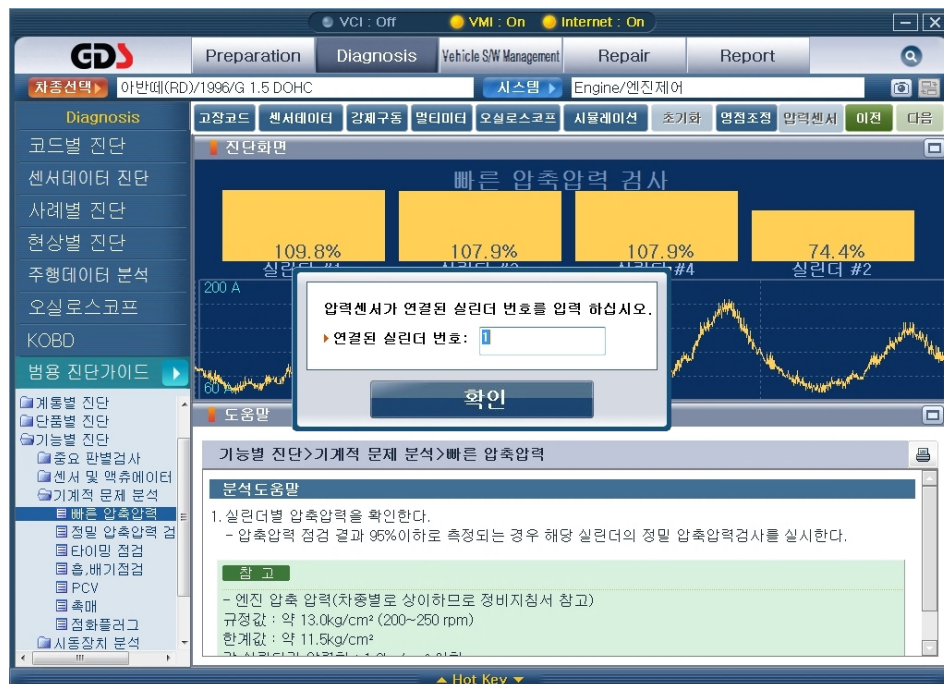 VCI : Off VMI : On Internet : On
GDS Preparation Diagnosis Vehicle S/W Management Repair Report
차종선택 아반떼(RD)/1996/G 1.5 DOHC 시스템 Engine/엔진제어
Diagnosis
고장코드 센서데이터 강제구동 멀티미터 오실로스코프 시뮬레이션 초기화 영점조정 압력센서 이전 다음
코드별 진단
센서데이터 진단
사례별 진단
현상별 진단
주행데이터 분석
오실로스코프
KOBD
범용 진단가이드
계통별 진단
단품별 진단
기능별 진단
중요 판별검사
센서 및 액츄에이터
기계적 문제 분석
빠른 압축압력
정밀 압축압력 검
타이밍 점검
흡,배기점검
PCV
촉매
점화플러그
시동장치 분석
진단화면
빠른 압축압력 검사
109.8% 107.9% 107.9% 74.4%
실린더 #1 실린더 #3 실린더 #4 실린더 #2
200 A
60 A
압력센서가 연결된 실린더 번호를 입력 하십시오.
연결된 실린더 번호: 1
확인
도움말
기능별 진단>기계적 문제 분석>빠른 압축압력
분석도움말
1. 실린더별 압축압력을 확인한다.
- 압축압력 점검 결과 95%이하로 측정되는 경우 해당 실린더의 정밀 압축압력검사를 실시한다.
참 고
- 엔진 압축 압력(차종별로 상이하므로 정비지침서 참고)
규정값 : 약 13.0kg/cm² (200~250 rpm)
한계값 : 약 11.5kg/cm²
Hot Key